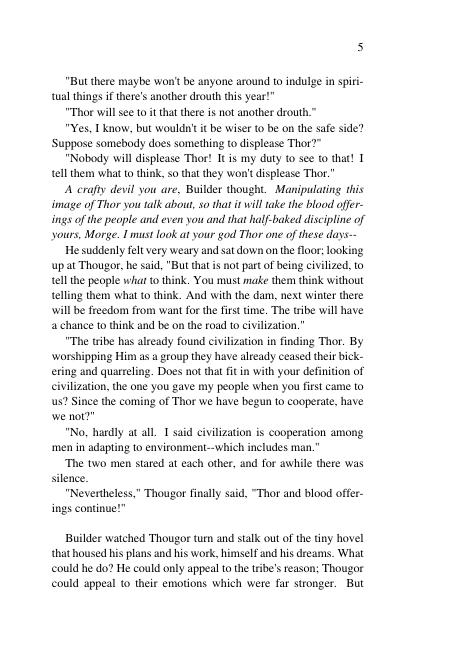 5
"But there maybe won't be anyone around to indulge in spiri-
tual things if there's another drouth this year!"
"Thor will see to it that there is not another drouth."
"Yes, I know, but wouldn't it be wiser to be on the safe side?
Suppose somebody does something to displease Thor?"
"Nobody will displease Thor! It is my duty to see to that! I
tell them what to think, so that they won't displease Thor."
A crafty devil you are, Builder thought. Manipulating this
image of Thor you talk about, so that it will take the blood offer-
ings of the people and even you and that half-baked discipline of
yours, Morge. I must look at your god Thor one of these days--
He suddenly felt very weary and sat down on the floor; looking
up at Thougor, he said, "But that is not part of being civilized, to
tell the people what to think. You must make them think without
telling them what to think. And with the dam, next winter there
will be freedom from want for the first time. The tribe will have
a chance to think and be on the road to civilization."
"The tribe has already found civilization in finding Thor. By
worshipping Him as a group they have already ceased their bick-
ering and quarreling. Does not that fit in with your definition of
civilization, the one you gave my people when you first came to
us? Since the coming of Thor we have begun to cooperate, have
we not?"
"No, hardly at all. I said civilization is cooperation among
men in adapting to environment--which includes man."
The two men stared at each other, and for awhile there was
silence.
"Nevertheless," Thougor finally said, "Thor and blood offer-
ings continue!"
Builder watched Thougor turn and stalk out of the tiny hovel
that housed his plans and his work, himself and his dreams. What
could he do? He could only appeal to the tribe's reason; Thougor
could appeal to their emotions which were far stronger. But